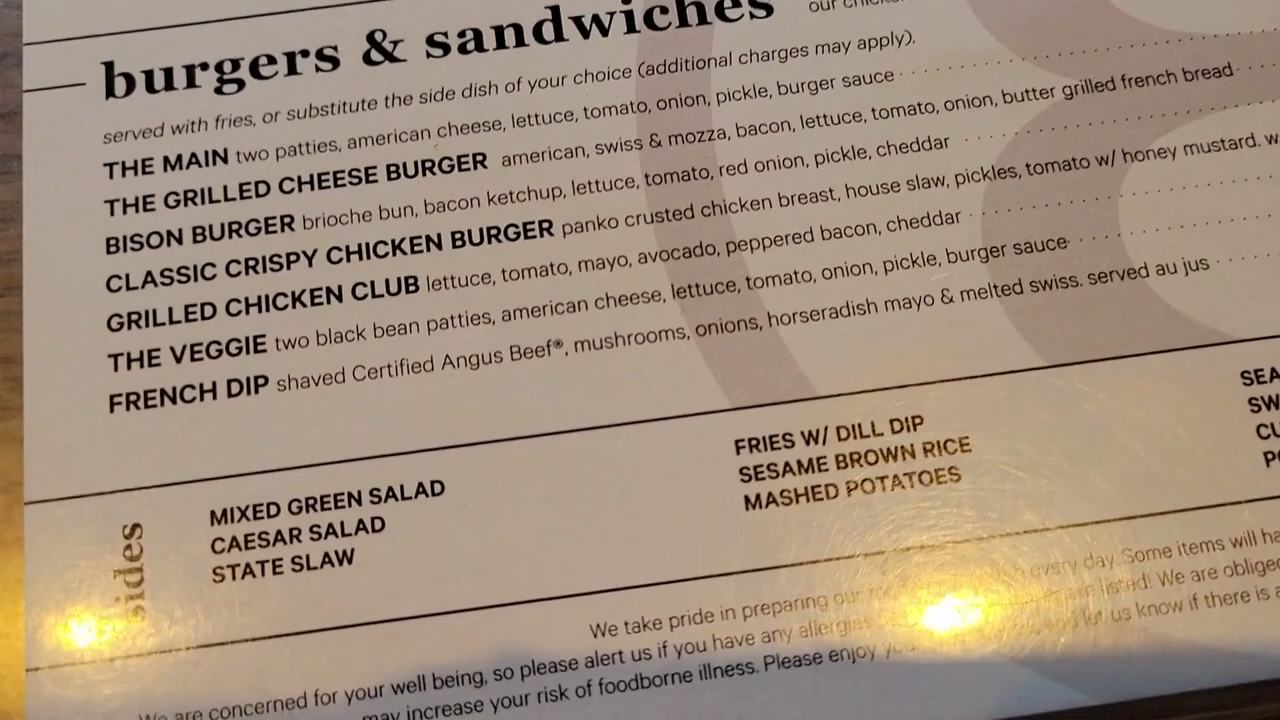 burgers & sandwiches our
served with fries, or substitute the side dish of your choice (additional charges may apply).
THE MAIN two patties, american cheese, lettuce, tomato, onion, pickle, burger sauce
THE GRILLED CHEESE BURGER american, swiss & mozza, bacon, lettuce, tomato, onion, butter grilled french bread
BISON BURGER brioche bun, bacon ketchup, lettuce, tomato, red onion, pickle, cheddar
CLASSIC CRISPY CHICKEN BURGER panko crusted chicken breast, house slaw, pickles, tomato w/ honey mustard.
GRILLED CHICKEN CLUB lettuce, tomato, mayo, avocado, peppered bacon, cheddar
THE VEGGIE two black bean patties, american cheese, lettuce, tomato, onion, pickle, burger sauce
FRENCH DIP shaved Certified Angus Beef®, mushrooms, onions, horseradish mayo & melted swiss. served au jus
sides
MIXED GREEN SALAD
CAESAR SALAD
STATE SLAW
FRIES W/ DILL DIP
SESAME BROWN RICE
MASHED POTATOES
We take pride in preparing our every day. Some items will
are listed! We are
We are concerned for your well being, so please alert us if you have any allergies let us know if there is
may increase your risk of foodborne illness. Please enjoy